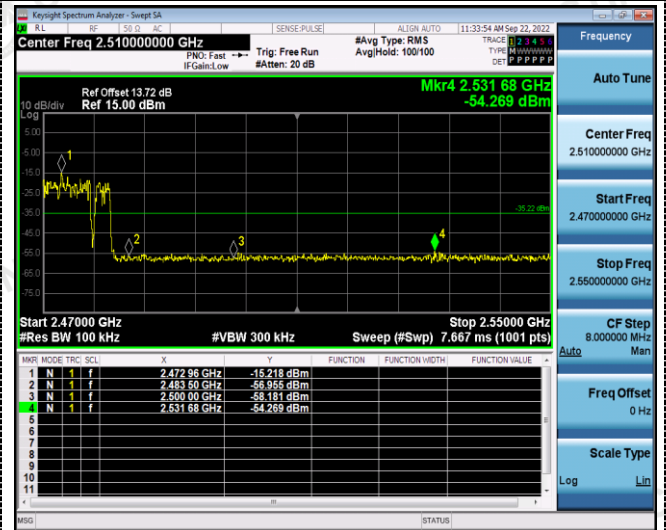 Keysight Spectrum Analyzer - Swept SA
RL RF 50 Ω AC SENSE:PULSE ALIGN AUTO 11:33:54 AM Sep 22, 2022
Center Freq 2.510000000 GHz
#Avg Type: RMS
TRACE 1 2 3 4 5 6
PNO: Fast Trig: Free Run Avg|Hold: 100/100 TYPE M WWWWW
IFGain:Low #Atten: 20 dB DET P P P P P P
Ref Offset 13.72 dB
Mkr4 2.531 68 GHz
10 dB/div Ref 15.00 dBm
-54.269 dBm
Log
5.00
-5.00
1
-15.0
-25.0
-35.0
-35.22 dBm
-45.0
2 3 4
-55.0
-65.0
-75.0
Start 2.47000 GHz Stop 2.55000 GHz
#Res BW 100 kHz #VBW 300 kHz Sweep (#Swp) 7.667 ms (1001 pts)
MKR MODE TRC SCL X Y FUNCTION FUNCTION WIDTH FUNCTION VALUE
1 N 1 f 2.472 96 GHz -15.218 dBm
2 N 1 f 2.483 50 GHz -56.955 dBm
3 N 1 f 2.500 00 GHz -58.181 dBm
4 N 1 f 2.531 68 GHz -54.269 dBm
5
6
7
8
9
10
11
MSG STATUS
Frequency
Auto Tune
Center Freq
2.510000000 GHz
Start Freq
2.470000000 GHz
Stop Freq
2.550000000 GHz
CF Step
8.000000 MHz
Auto Man
Freq Offset
0 Hz
Scale Type
Log Lin